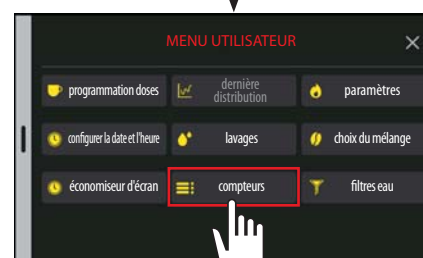 MENU UTILISATEUR
programmation doses
dernière
distribution
paramètres
configurer la date et l'heure
lavages
choix du mélange
économiseur d'écran
compteurs
filtres eau